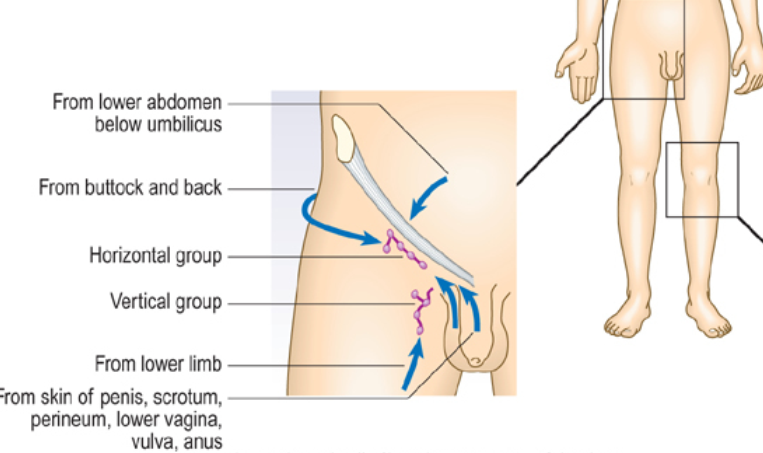 From lower abdomen
below umbilicus
From buttock and back
Horizontal group
Vertical group
From lower limb
From skin of penis, scrotum,
perineum, lower vagina,
vulva, anus